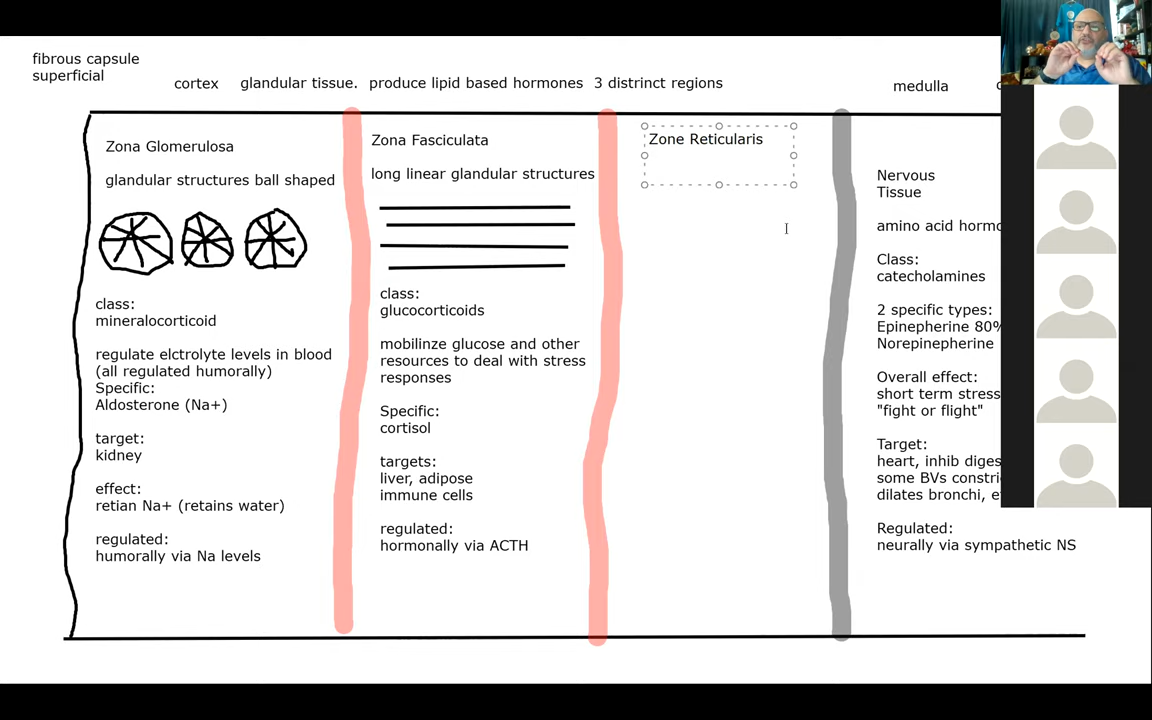 fibrous capsule
superficial
cortex glandular tissue. produce lipid based hormones 3 distrinct regions
medulla
Zona Glomerulosa
glandular structures ball shaped
class:
mineralocorticoid
regulate elctrolyte levels in blood
(all regulated humorally)
Specific:
Aldosterone (Na+)
target:
kidney
effect:
retian Na+ (retains water)
regulated:
humorally via Na levels
Zona Fasciculata
long linear glandular structures
class:
glucocorticoids
mobilinze glucose and other
resources to deal with stress
responses
Specific:
cortisol
targets:
liver, adipose
immune cells
regulated:
hormonally via ACTH
Zone Reticularis
Nervous
Tissue
amino acid
Class:
catecholamines
2 specific types:
Epinepherine 80%
Norepinepherine
Overall effect:
short term stress
"fight or flight"
Target:
heart, inhib
some BVs
dilates bronchi,
Regulated:
neurally via sympathetic NS